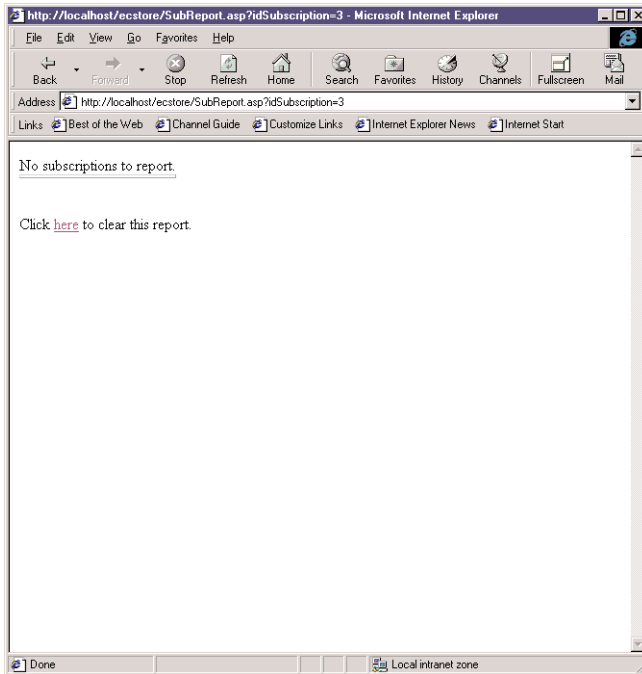 http://localhost/ecstore/SubReport.asp?idSubscription=3 - Microsoft Internet Explorer
File Edit View Go Favorites Help
Back Forward Stop Refresh Home Search Favorites History Channels Fullscreen Mail
Address http://localhost/ecstore/SubReport.asp?idSubscription=3
Links Best of the Web Channel Guide Customize Links Internet Explorer News Internet Start
No subscriptions to report.
Click here to clear this report.
Done Local intranet zone